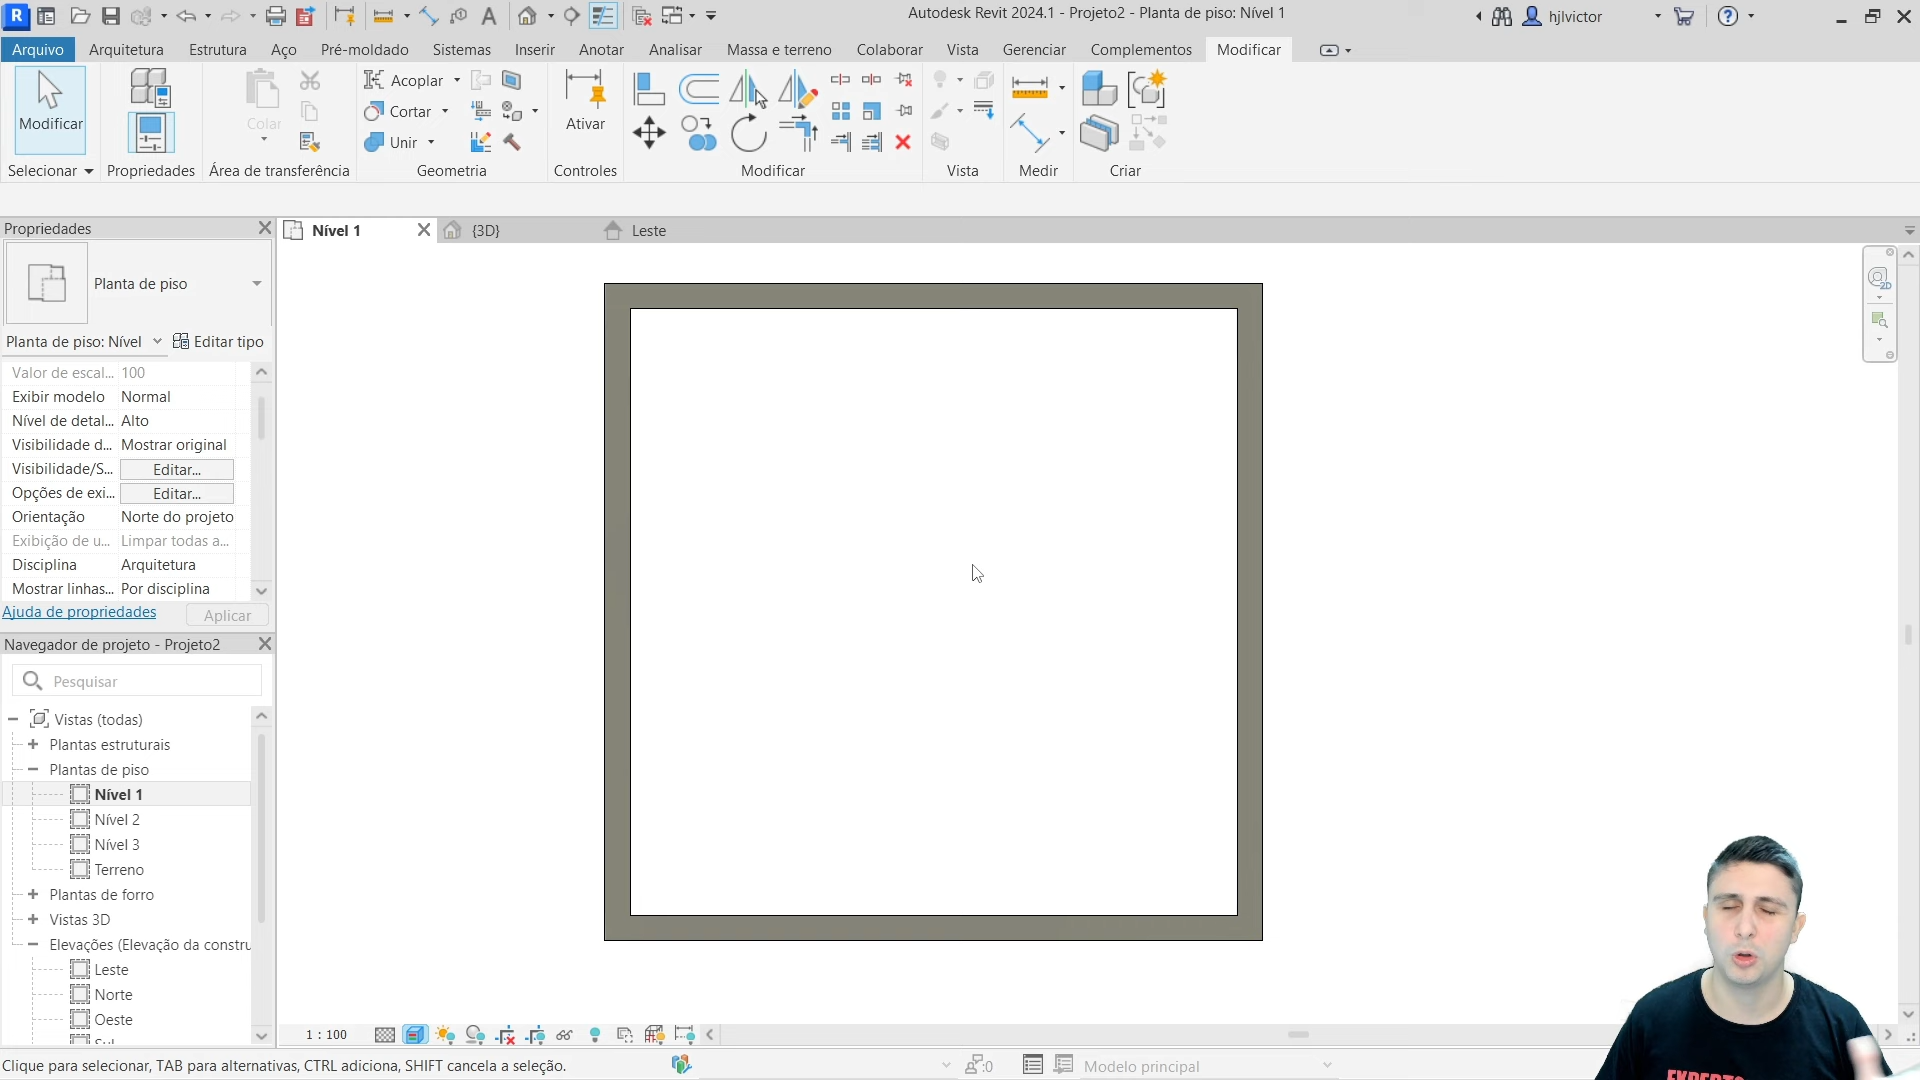 Autodesk Revit 2024.1 - Projeto2 - Planta de piso: Nível 1
hjlvictor
Arquivo Arquitetura Estrutura Aço Pré-moldado Sistemas Inserir Anotar Analisar Massa e terreno Colaborar Vista Gerenciar Complementos Modificar
Modificar
Colar
Acoplar
Cortar
Unir
Ativar
Selecionar Propriedades Área de transferência Geometria Controles Modificar Vista Medir Criar
Propriedades
Nível 1 {3D} Leste
2D
Planta de piso
Planta de piso: Nível Editar tipo
Valor de escal... 100
Exibir modelo Normal
Nível de detal... Alto
Visibilidade d... Mostrar original
Visibilidade/S... Editar...
Opções de exi... Editar...
Orientação Norte do projeto
Exibição de u... Limpar todas a...
Disciplina Arquitetura
Mostrar linhas... Por disciplina
Ajuda de propriedades Aplicar
Navegador de projeto - Projeto2
Pesquisar
Vistas (todas)
Plantas estruturais
Plantas de piso
Nível 1
Nível 2
Nível 3
Terreno
Plantas de forro
Vistas 3D
Elevações (Elevação da constru
Leste
Norte
Oeste
1 : 100
Clique para selecionar, TAB para alternativas, CTRL adiciona, SHIFT cancela a seleção.
:0
Modelo principal